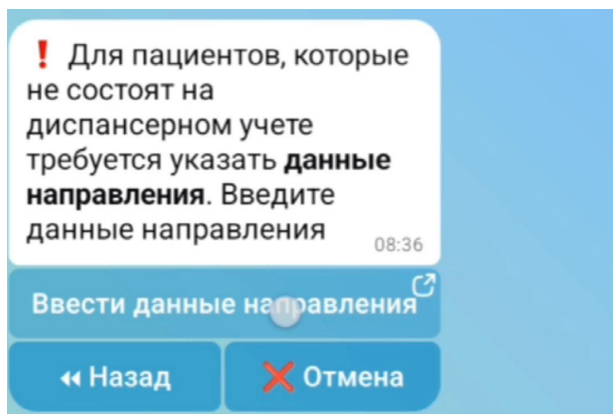 ❗ Для пациентов, которые
не состоят на
диспансерном учете
требуется указать данные
направления. Введите
данные направления
08:36
Ввести данные направления
⏪ Назад
❌ Отмена